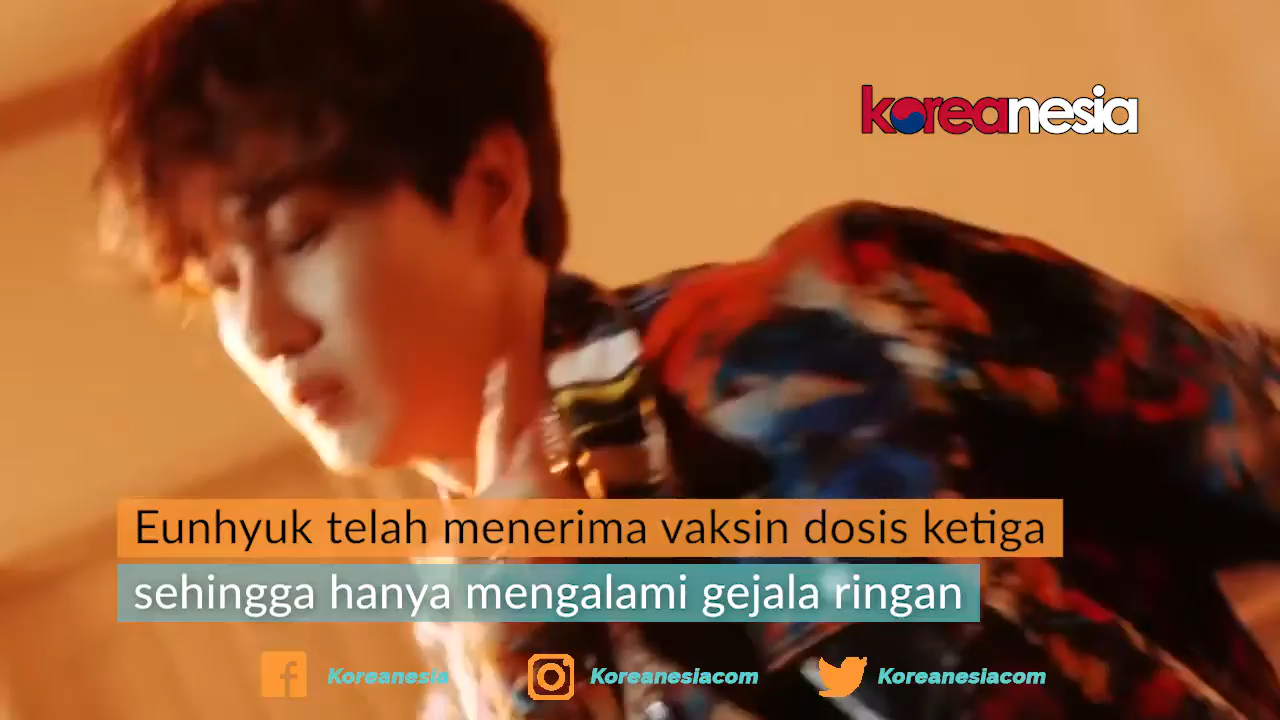 koreanesia
Eunhyuk telah menerima vaksin dosis ketiga
sehingga hanya mengalami gejala ringan
Koreanesia
Koreanesiacom
Koreanesiacom